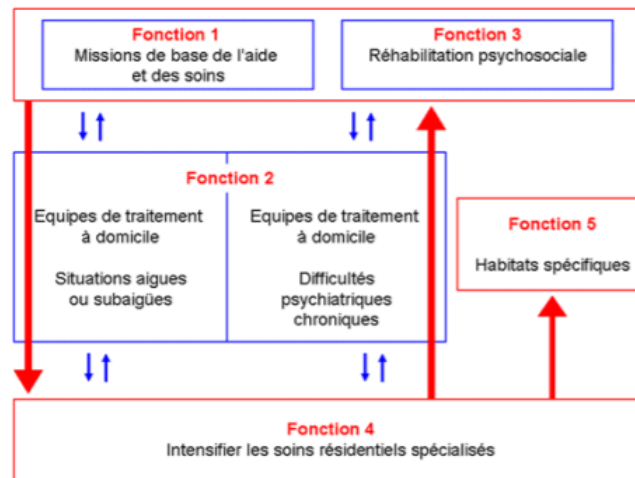 Fonction 1
Missions de base de l'aide
et des soins
Fonction 3
Réhabilitation psychosociale
Fonction 2
Equipes de traitement
à domicile
Situations aigues
ou subaigües
Equipes de traitement
à domicile
Difficultés
psychiatriques
chroniques
Fonction 5
Habitats spécifiques
Fonction 4
Intensifier les soins résidentiels spécialisés